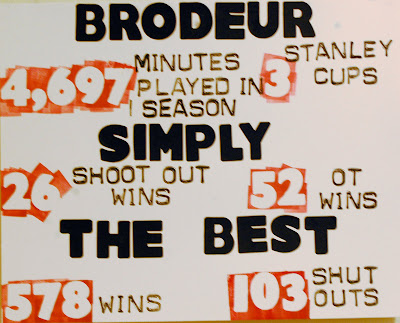 BRODEUR
4,697 MINUTES PLAYED IN 1 SEASON
3 STANLEY CUPS
SIMPLY
26 SHOOT OUT WINS
52 OT WINS
THE BEST
578 WINS
103 SHUT OUTS